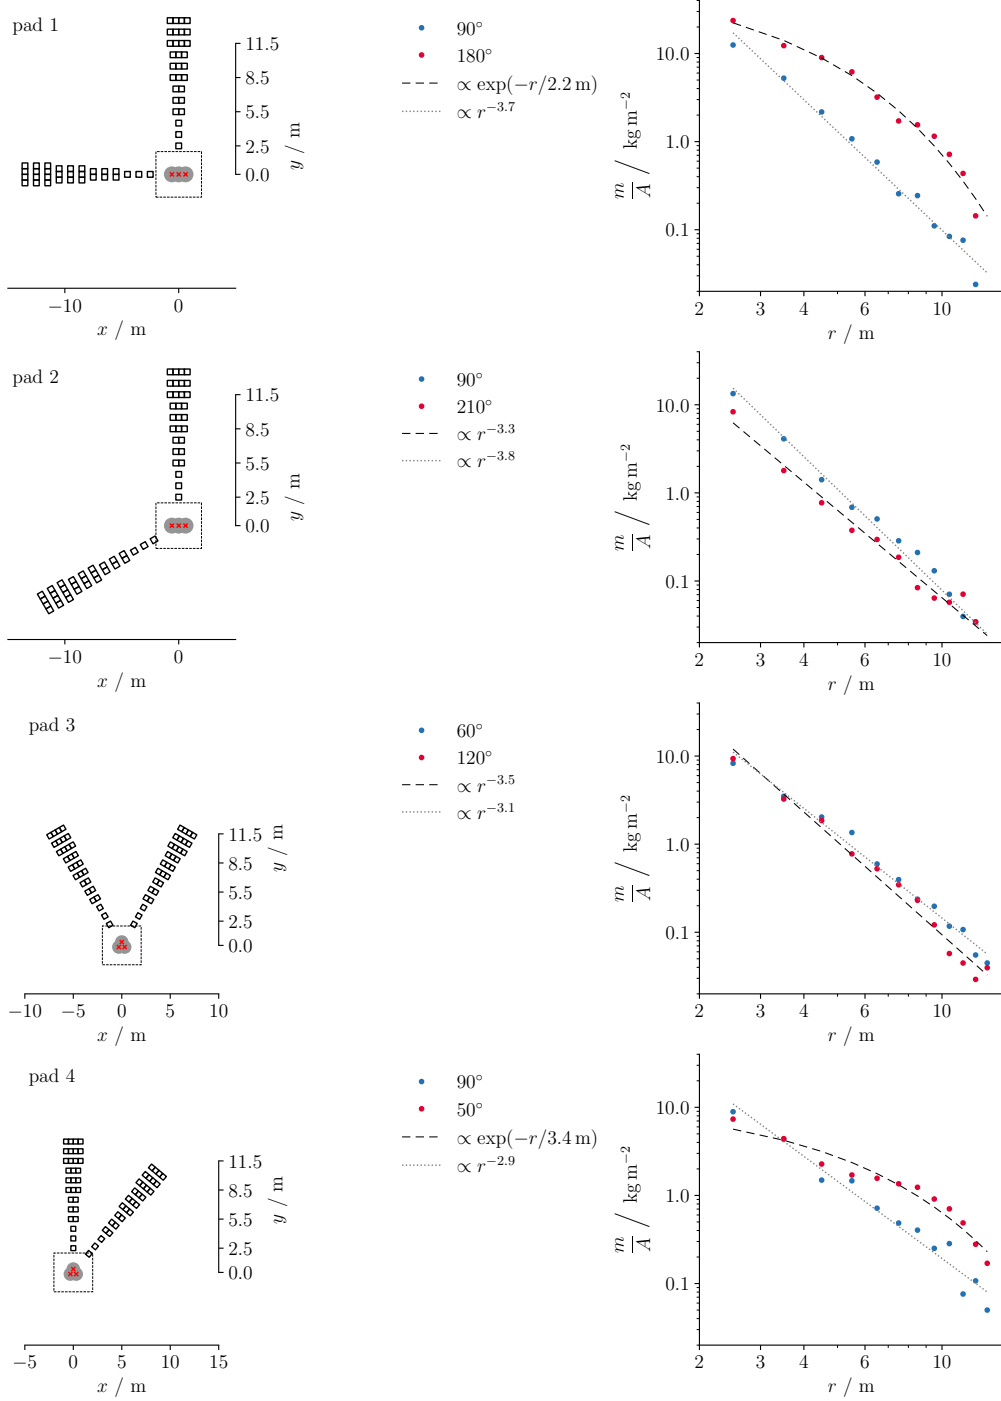 pad 1
11.5
8.5
5.5
2.5
0.0
y / m
−10
0
x / m
90°
180°
∝ exp(−r/2.2 m)
∝ r^−3.7
10.0
1.0
0.1
m/A / kg m^−2
2
3
4
6
10
r / m
pad 2
11.5
8.5
5.5
2.5
0.0
y / m
−10
0
x / m
90°
210°
∝ r^−3.3
∝ r^−3.8
10.0
1.0
0.1
m/A / kg m^−2
2
3
4
6
10
r / m
pad 3
11.5
8.5
5.5
2.5
0.0
y / m
−10
−5
0
5
10
x / m
60°
120°
∝ r^−3.5
∝ r^−3.1
10.0
1.0
0.1
m/A / kg m^−2
2
3
4
6
10
r / m
pad 4
11.5
8.5
5.5
2.5
0.0
y / m
−5
0
5
10
15
x / m
90°
50°
∝ exp(−r/3.4 m)
∝ r^−2.9
10.0
1.0
0.1
m/A / kg m^−2
2
3
4
6
10
r / m